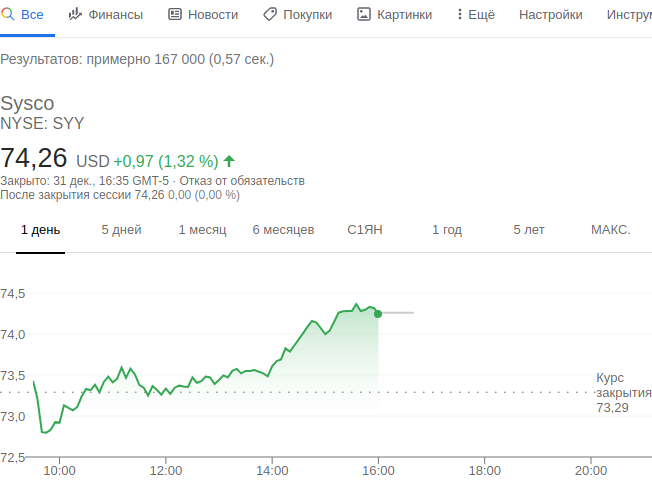 Все Финансы Новости Покупки Картинки Ещё Настройки
Результатов: примерно 167 000 (0,57 сек.)
Sysco
NYSE: SYY
74,26 USD +0,97 (1,32 %)
Закрыто: 31 дек., 16:35 GMT-5 · Отказ от обязательств
После закрытия сессии 74,26 0,00 (0,00 %)
1 день 5 дней 1 месяц 6 месяцев С1ЯН 1 год 5 лет МАКС.
74,5
74,0
73,5
Курс
закрытия
73,29
73,0
72,5
10:00 12:00 14:00 16:00 18:00 20:00